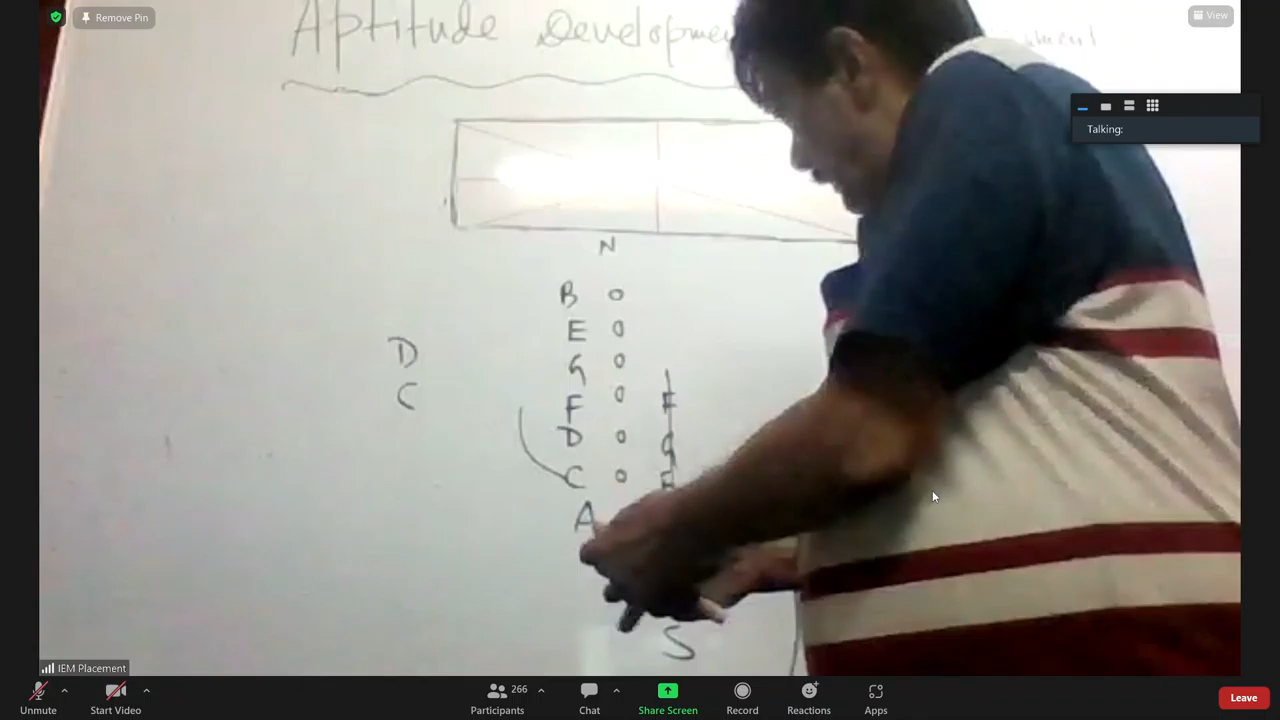 Remove Pin
View
Aptitude Developme
Talking:
N
B o
E o
G o
D
F o F
C
D o G
C o E
A
S
IEM Placement
Unmute
Start Video
266
Participants
Chat
Share Screen
Record
Reactions
Apps
Leave